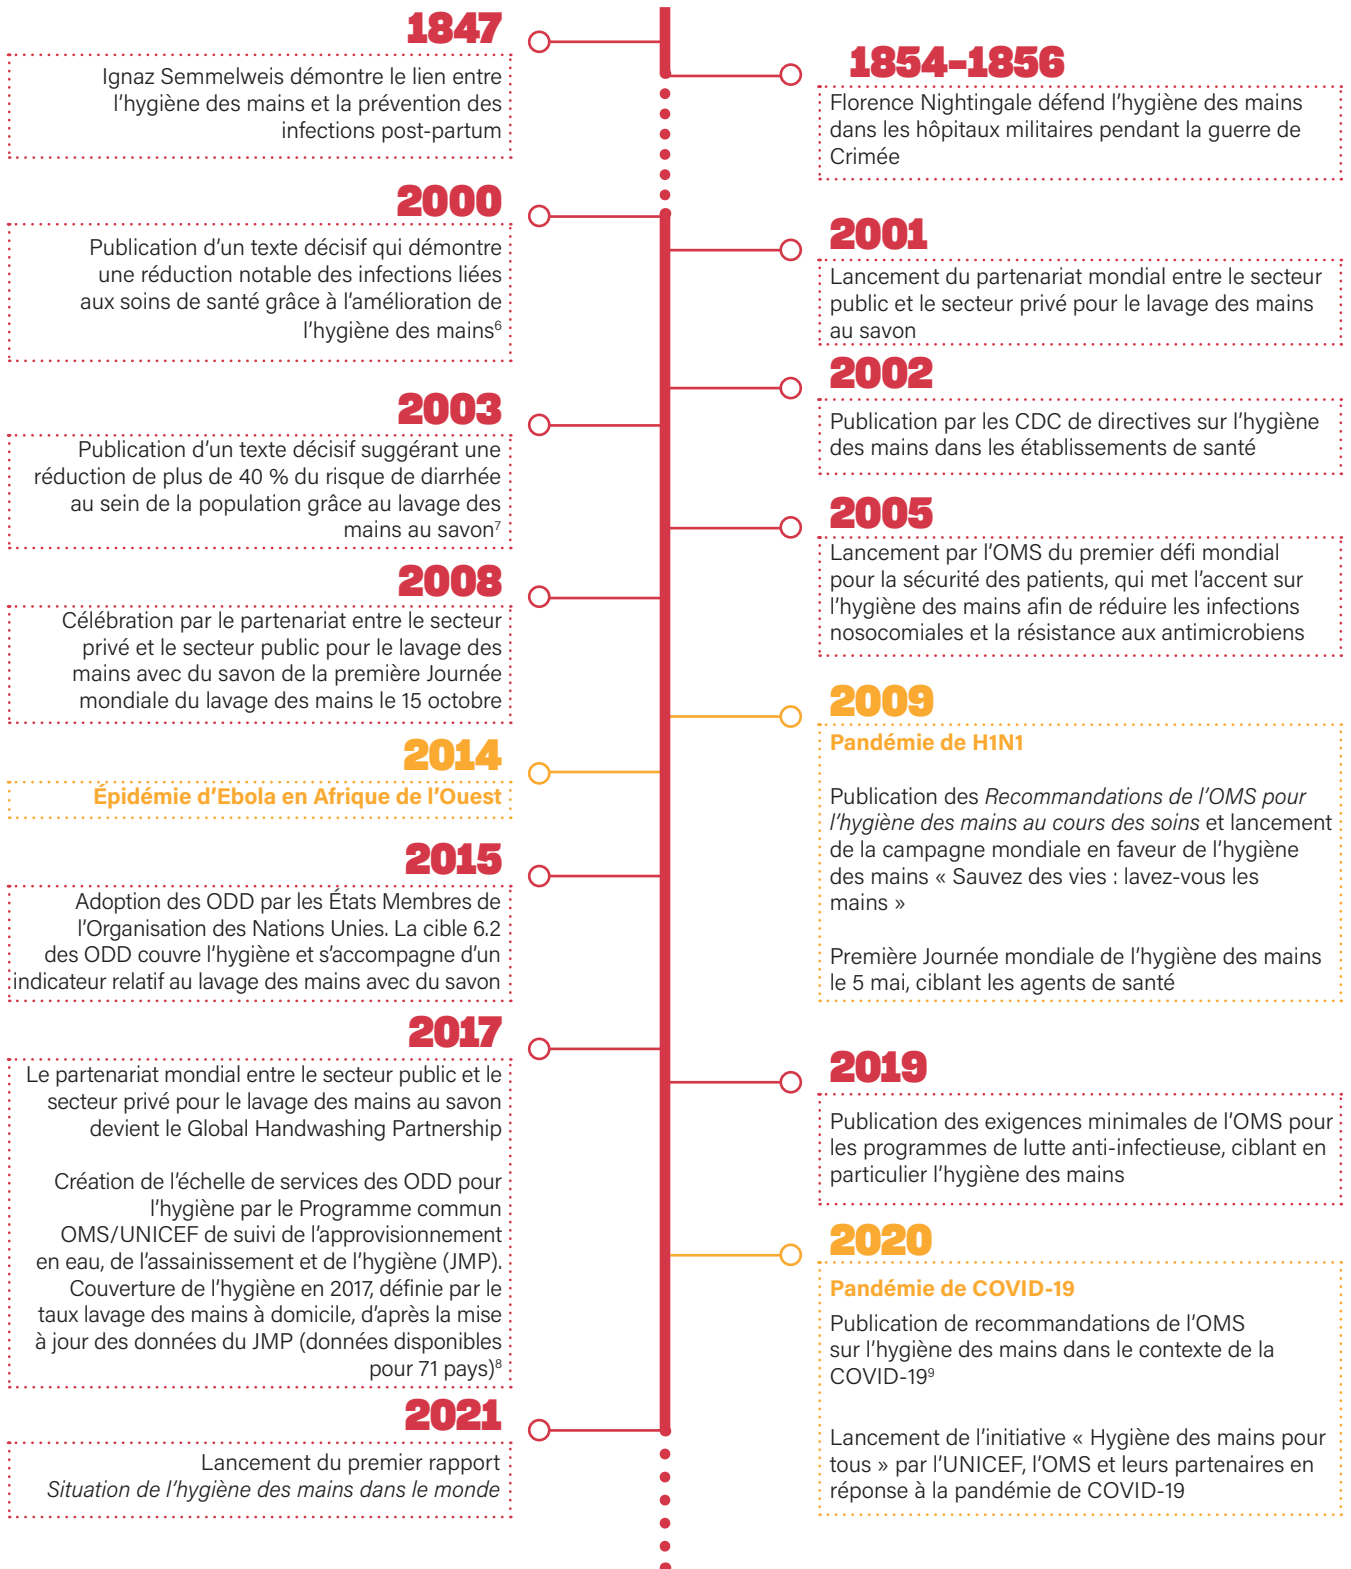 1847
Ignaz Semmelweis démontre le lien entre
l’hygiène des mains et la prévention des
infections post-partum
1854-1856
Florence Nightingale défend l’hygiène des mains
dans les hôpitaux militaires pendant la guerre de
Crimée
2000
Publication d’un texte décisif qui démontre
une réduction notable des infections liées
aux soins de santé grâce à l’amélioration de
l’hygiène des mains⁶
2001
Lancement du partenariat mondial entre le secteur
public et le secteur privé pour le lavage des mains
au savon
2002
Publication par les CDC de directives sur l’hygiène
des mains dans les établissements de santé
2003
Publication d’un texte décisif suggérant une
réduction de plus de 40 % du risque de diarrhée
au sein de la population grâce au lavage des
mains au savon⁷
2005
Lancement par l’OMS du premier défi mondial
pour la sécurité des patients, qui met l’accent sur
l’hygiène des mains afin de réduire les infections
nosocomiales et la résistance aux antimicrobiens
2008
Célébration par le partenariat entre le secteur
privé et le secteur public pour le lavage des
mains avec du savon de la première Journée
mondiale du lavage des mains le 15 octobre
2009
Pandémie de H1N1
Publication des Recommandations de l’OMS pour
l’hygiène des mains au cours des soins et lancement
de la campagne mondiale en faveur de l’hygiène
des mains « Sauvez des vies : lavez-vous les
mains »
Première Journée mondiale de l’hygiène des mains
le 5 mai, ciblant les agents de santé
2014
Épidémie d’Ebola en Afrique de l’Ouest
2015
Adoption des ODD par les États Membres de
l’Organisation des Nations Unies. La cible 6.2
des ODD couvre l’hygiène et s’accompagne d’un
indicateur relatif au lavage des mains avec du savon
2017
Le partenariat mondial entre le secteur public et le
secteur privé pour le lavage des mains au savon
devient le Global Handwashing Partnership
Création de l’échelle de services des ODD pour
l’hygiène par le Programme commun
OMS/UNICEF de suivi de l’approvisionnement
en eau, de l’assainissement et de l’hygiène (JMP).
Couverture de l’hygiène en 2017, définie par le
taux lavage des mains à domicile, d’après la mise
à jour des données du JMP (données disponibles
pour 71 pays)⁸
2019
Publication des exigences minimales de l’OMS pour
les programmes de lutte anti-infectieuse, ciblant en
particulier l’hygiène des mains
2020
Pandémie de COVID-19
Publication de recommandations de l’OMS
sur l’hygiène des mains dans le contexte de la
COVID-19⁹
Lancement de l’initiative « Hygiène des mains pour
tous » par l’UNICEF, l’OMS et leurs partenaires en
réponse à la pandémie de COVID-19
2021
Lancement du premier rapport
Situation de l’hygiène des mains dans le monde